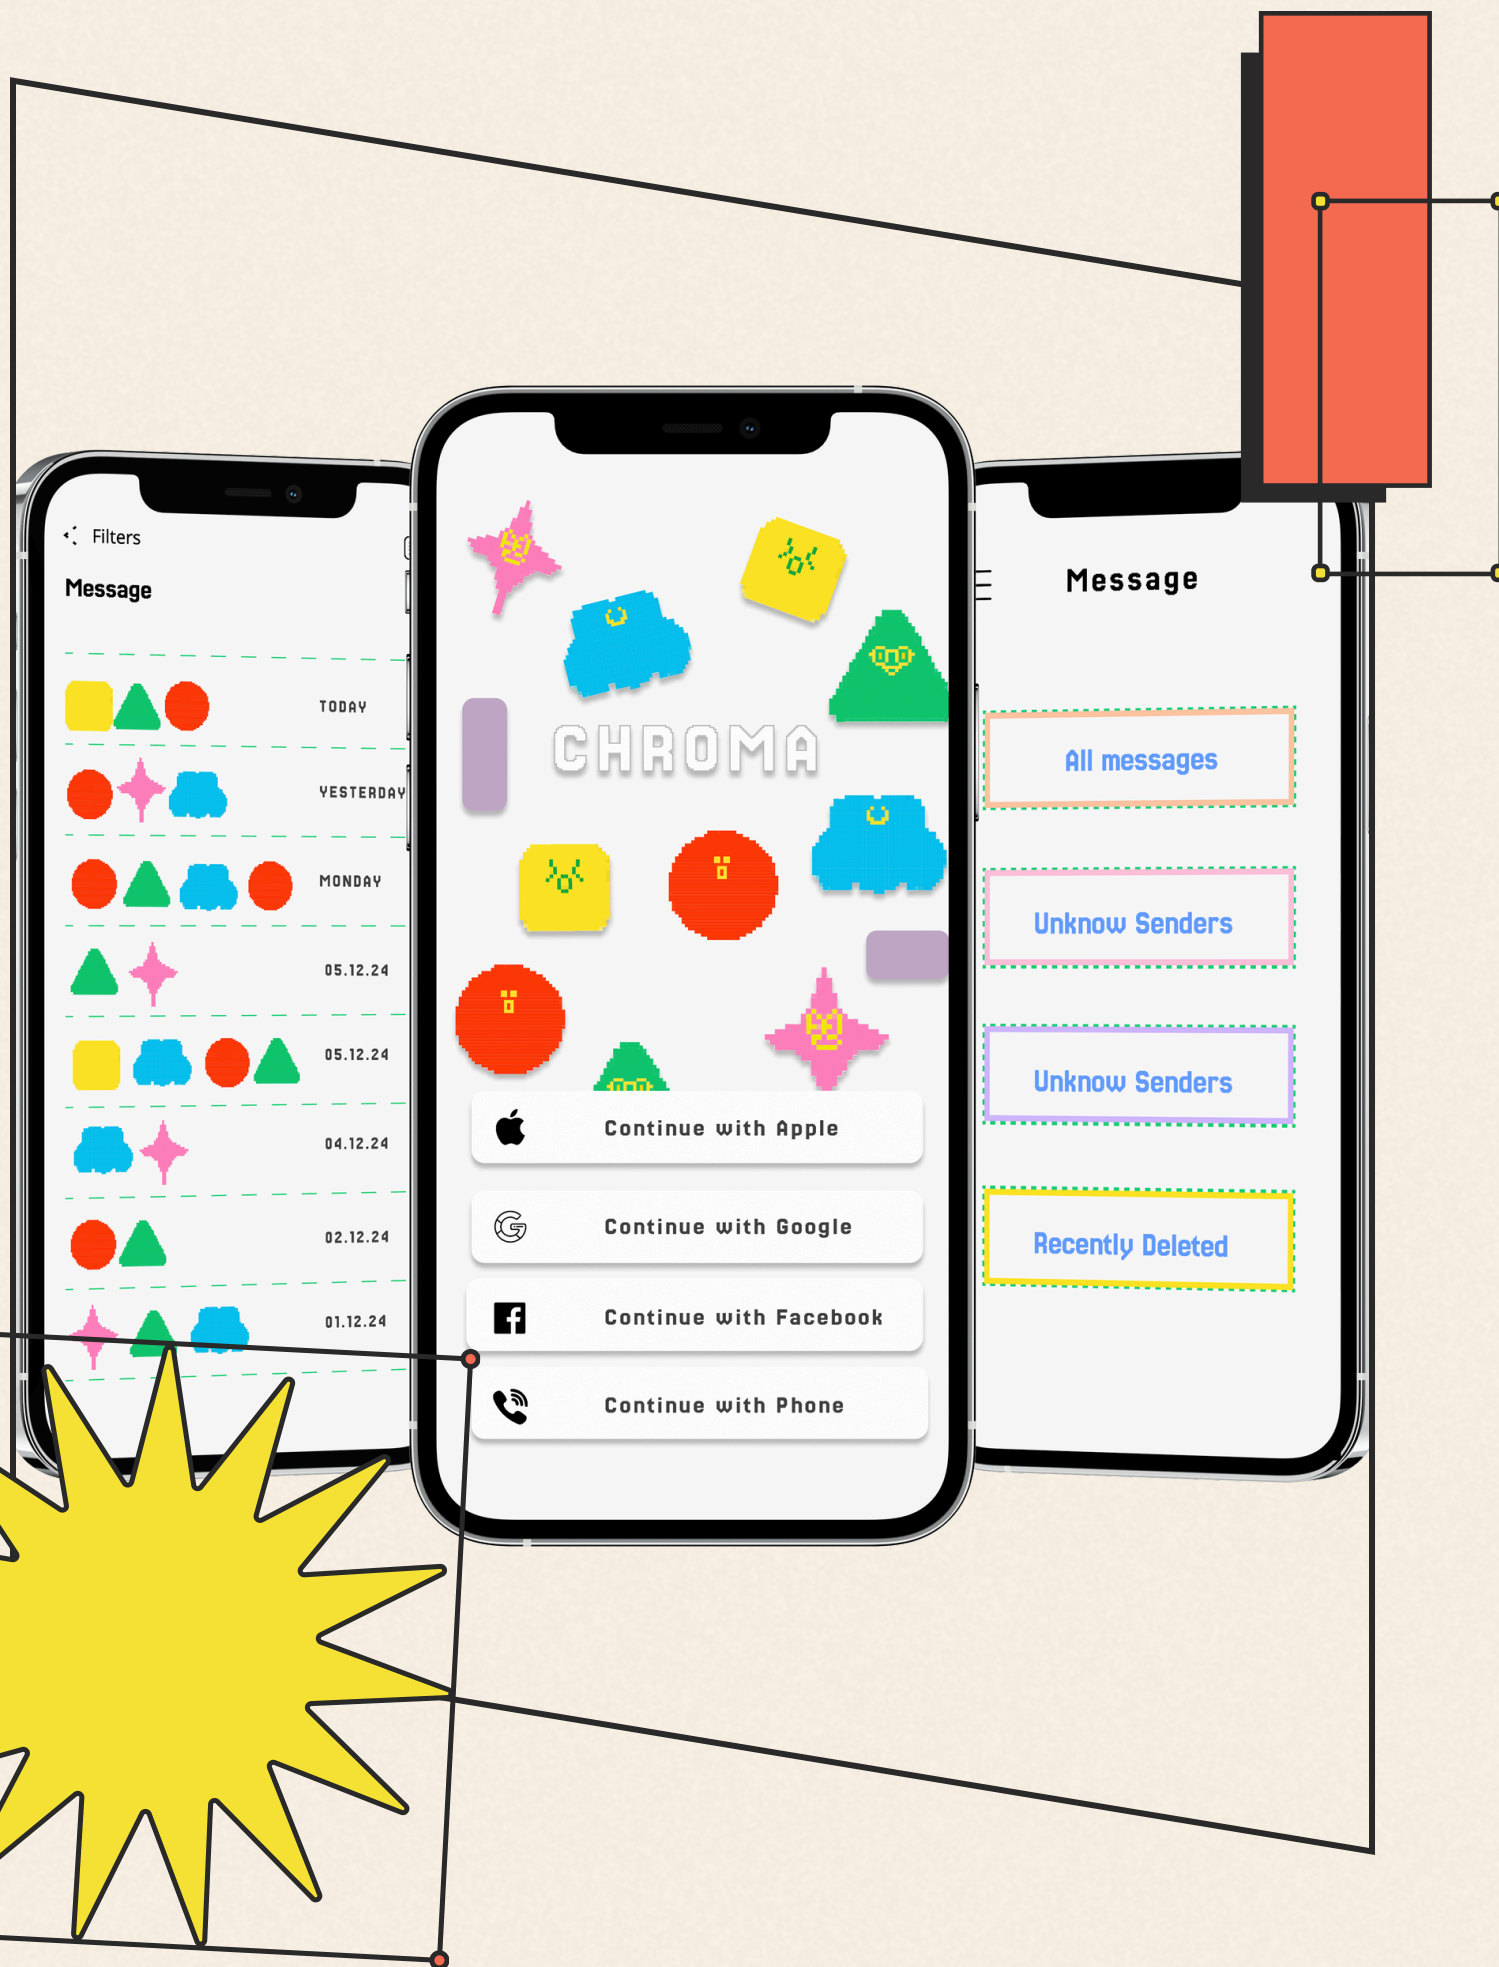 Filters
Message
TODAY
YESTERDAY
MONDAY
05.12.24
05.12.24
04.12.24
02.12.24
01.12.24
CHROMA
Continue with Apple
Continue with Google
Continue with Facebook
Continue with Phone
Message
All messages
Unknow Senders
Unknow Senders
Recently Deleted